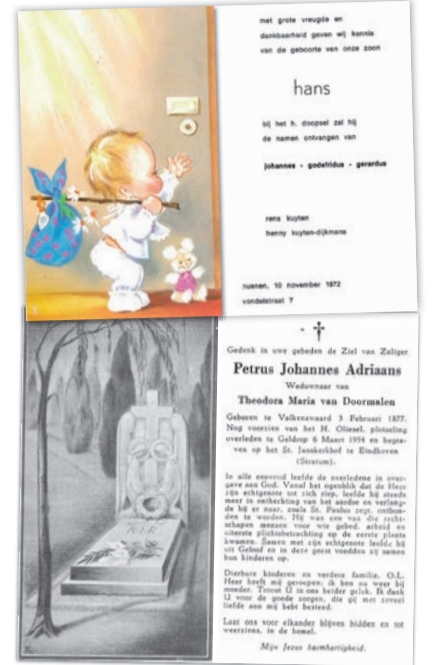 met grote vreugde en
dankbaarheid geven wij kennis
van de geboorte van onze zoon
hans
bij het h. doopsel zal hij
de namen ontvangen van
johannes - godefridus - gerardus
rens kuyten
henny kuyten-dijkmans
nuenen, 10 november 1972
vondelstraat 7
- †
Gedenk in uwe gebeden de Ziel van Zaliger
Petrus Johannes Adriaans
Weduwnaar van
Theodora Maria van Doormalen
Geboren te Valkenswaard 3 Februari 1877.
Nog voorzien van het H. Oliesel, plotseling
overleden te Geldrop 6 Maart 1954 en begra-
ven op het St. Janskerkhof te Eindhoven
(Stratum).
In alle eenvoud leefde de overledene in over-
gave aan God. Vanaf het ogenblik dat de Heer
zijn echtgenote tot zich riep, leefde hij steeds
meer in onthechting van het aardse en verlang-
de hij er naar, zoals St. Paulus zegt, ontbon-
den te worden. Hij was een van die recht-
schapen mensen voor wie gebed, arbeid en
uiterste plichtsbetrachting op de eerste plaats
kwamen. Samen met zijn echtgenote leefde hij
uit Geloof en in deze geest voedden zij samen
hun kinderen op.
Dierbare kinderen en verdere familie, O.L.
Heer heeft mij geroepen; ik ben nu weer bij
moeder. Troost U in ons beider geluk. Ik dank
U voor de goede zorgen, die gij met zoveel
liefde aan mij hebt besteed.
Laat ons voor elkander blijven bidden en tot
weerziens, in de hemel.
Mijn Jezus barmhartigheid.
R.I.P.